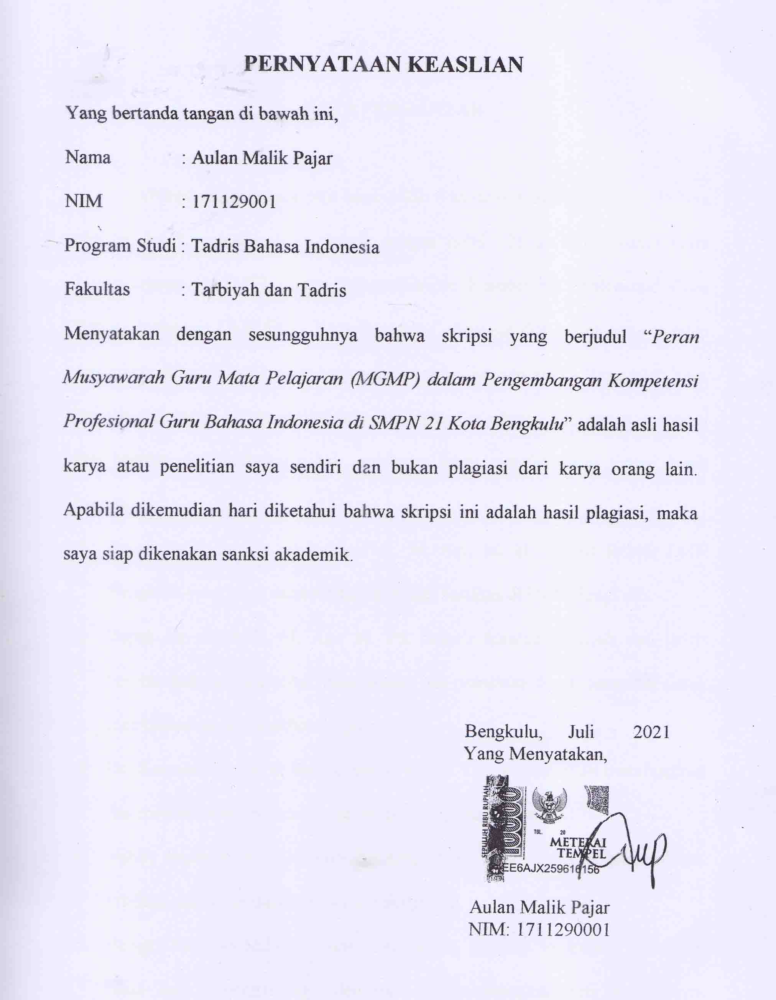 PERNYATAAN KEASLIAN
Yang bertanda tangan di bawah ini,
Nama : Aulan Malik Pajar
NIM : 171129001
Program Studi : Tadris Bahasa Indonesia
Fakultas : Tarbiyah dan Tadris
Menyatakan dengan sesungguhnya bahwa skripsi yang berjudul “Peran
Musyawarah Guru Mata Pelajaran (MGMP) dalam Pengembangan Kompetensi
Profesional Guru Bahasa Indonesia di SMPN 21 Kota Bengkulu” adalah asli hasil
karya atau penelitian saya sendiri dan bukan plagiasi dari karya orang lain.
Apabila dikemudian hari diketahui bahwa skripsi ini adalah hasil plagiasi, maka
saya siap dikenakan sanksi akademik.
Bengkulu, Juli 2021
Yang Menyatakan,
SEPULUH RIBU RUPIAH
10000
TGL. 20
METERAI
TEMPEL
EE6AJX259616156
Aulan Malik Pajar
NIM: 1711290001